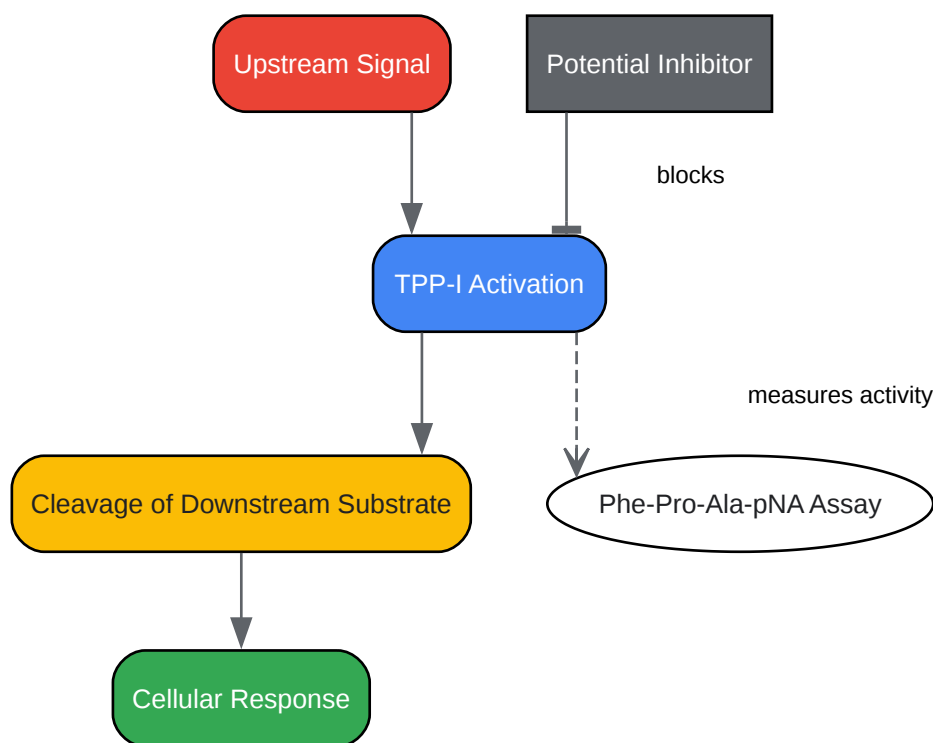 Upstream Signal
Potential Inhibitor
blocks
TPP-I Activation
measures activity
Cleavage of Downstream Substrate
Phe-Pro-Ala-pNA Assay
Cellular Response